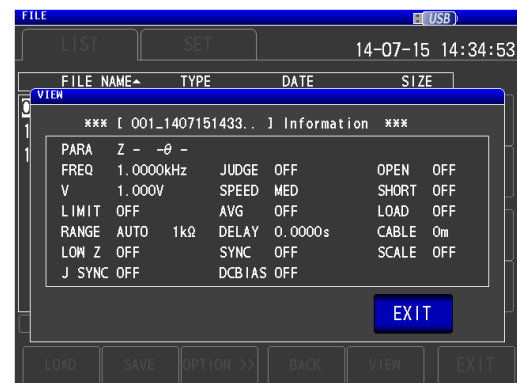 FILE USB
LIST SET 14-07-15 14:34:53
FILE NAME▲ TYPE DATE SIZE
VIEW
*** [ 001_1407151433.. ] Information ***
PARA Z - -θ -
FREQ 1.0000kHz JUDGE OFF OPEN OFF
V 1.000V SPEED MED SHORT OFF
LIMIT OFF AVG OFF LOAD OFF
RANGE AUTO 1kΩ DELAY 0.0000s CABLE 0m
LOW Z OFF SYNC OFF SCALE OFF
J SYNC OFF DCBIAS OFF
EXIT
LOAD SAVE OPTION >> BACK VIEW EXIT